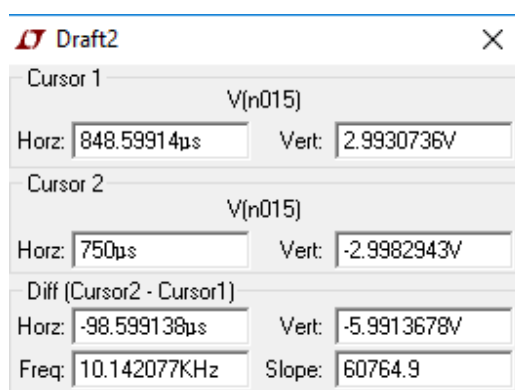 Draft2
Cursor 1
V(n015)
Horz: 848.59914µs Vert: 2.9930736V
Cursor 2
V(n015)
Horz: 750µs Vert: -2.9982943V
Diff (Cursor2 - Cursor1)
Horz: -98.599138µs Vert: -5.9913678V
Freq: 10.142077KHz Slope: 60764.9